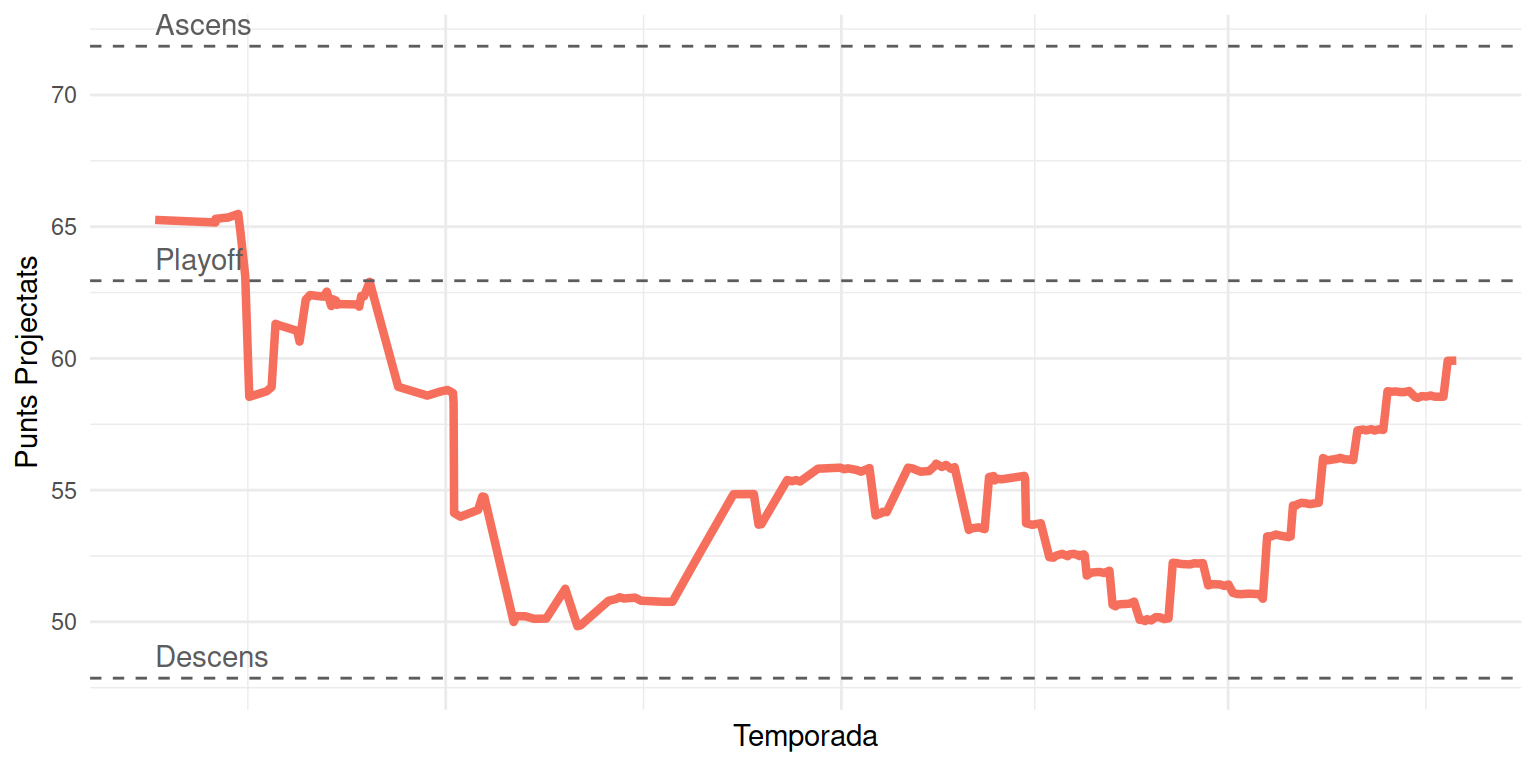 Ascens
70
65
Playoff
60
55
50
Descens
Punts Projectats
Temporada